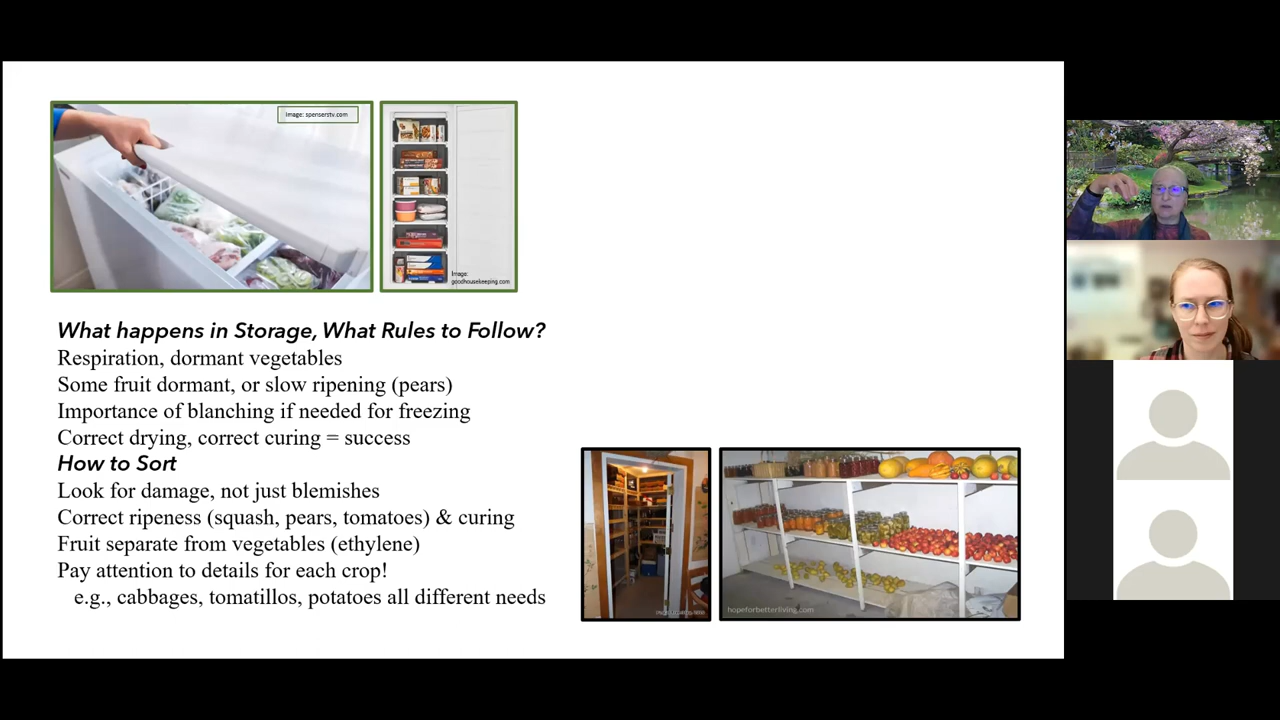 Image: spenserstv.com
Image:
goodhousekeeping.com
What happens in Storage, What Rules to Follow?
Respiration, dormant vegetables
Some fruit dormant, or slow ripening (pears)
Importance of blanching if needed for freezing
Correct drying, correct curing = success
How to Sort
Look for damage, not just blemishes
Correct ripeness (squash, pears, tomatoes) & curing
Fruit separate from vegetables (ethylene)
Pay attention to details for each crop!
e.g., cabbages, tomatillos, potatoes all different needs
hopeforbetterliving.com